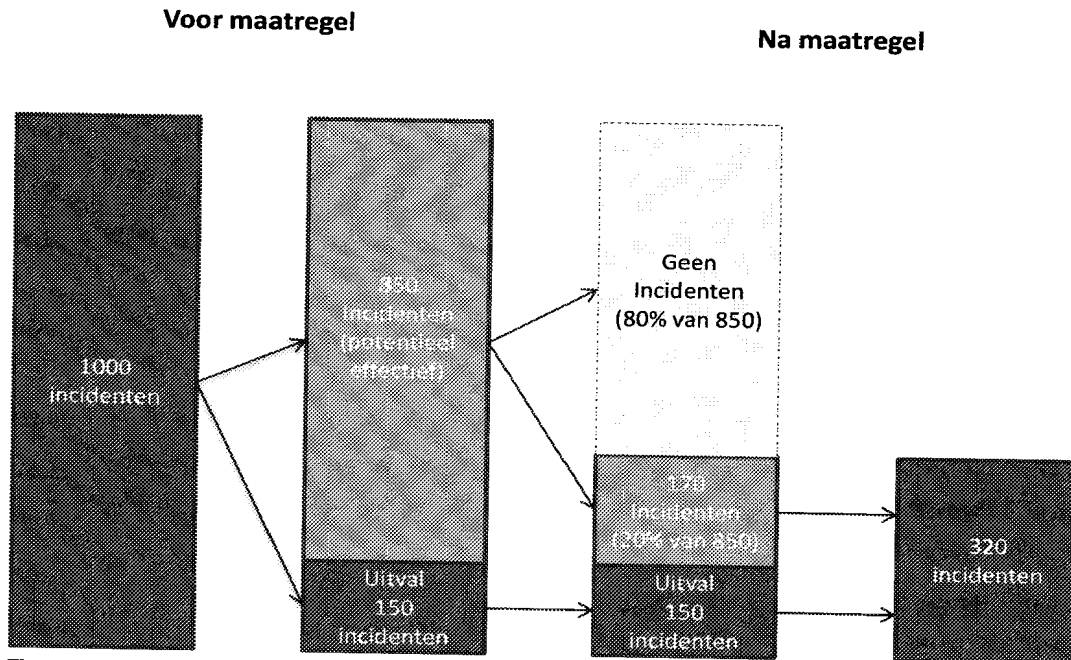 Voor maatregel
Na maatregel
1000
incidenten
850
Incidenten
(potentieel
effectief)
Uitval
150
incidenten
Geen
Incidenten
(80% van 850)
170
Incidenten
(20% van 850)
Uitval
150
incidenten
320
incidenten